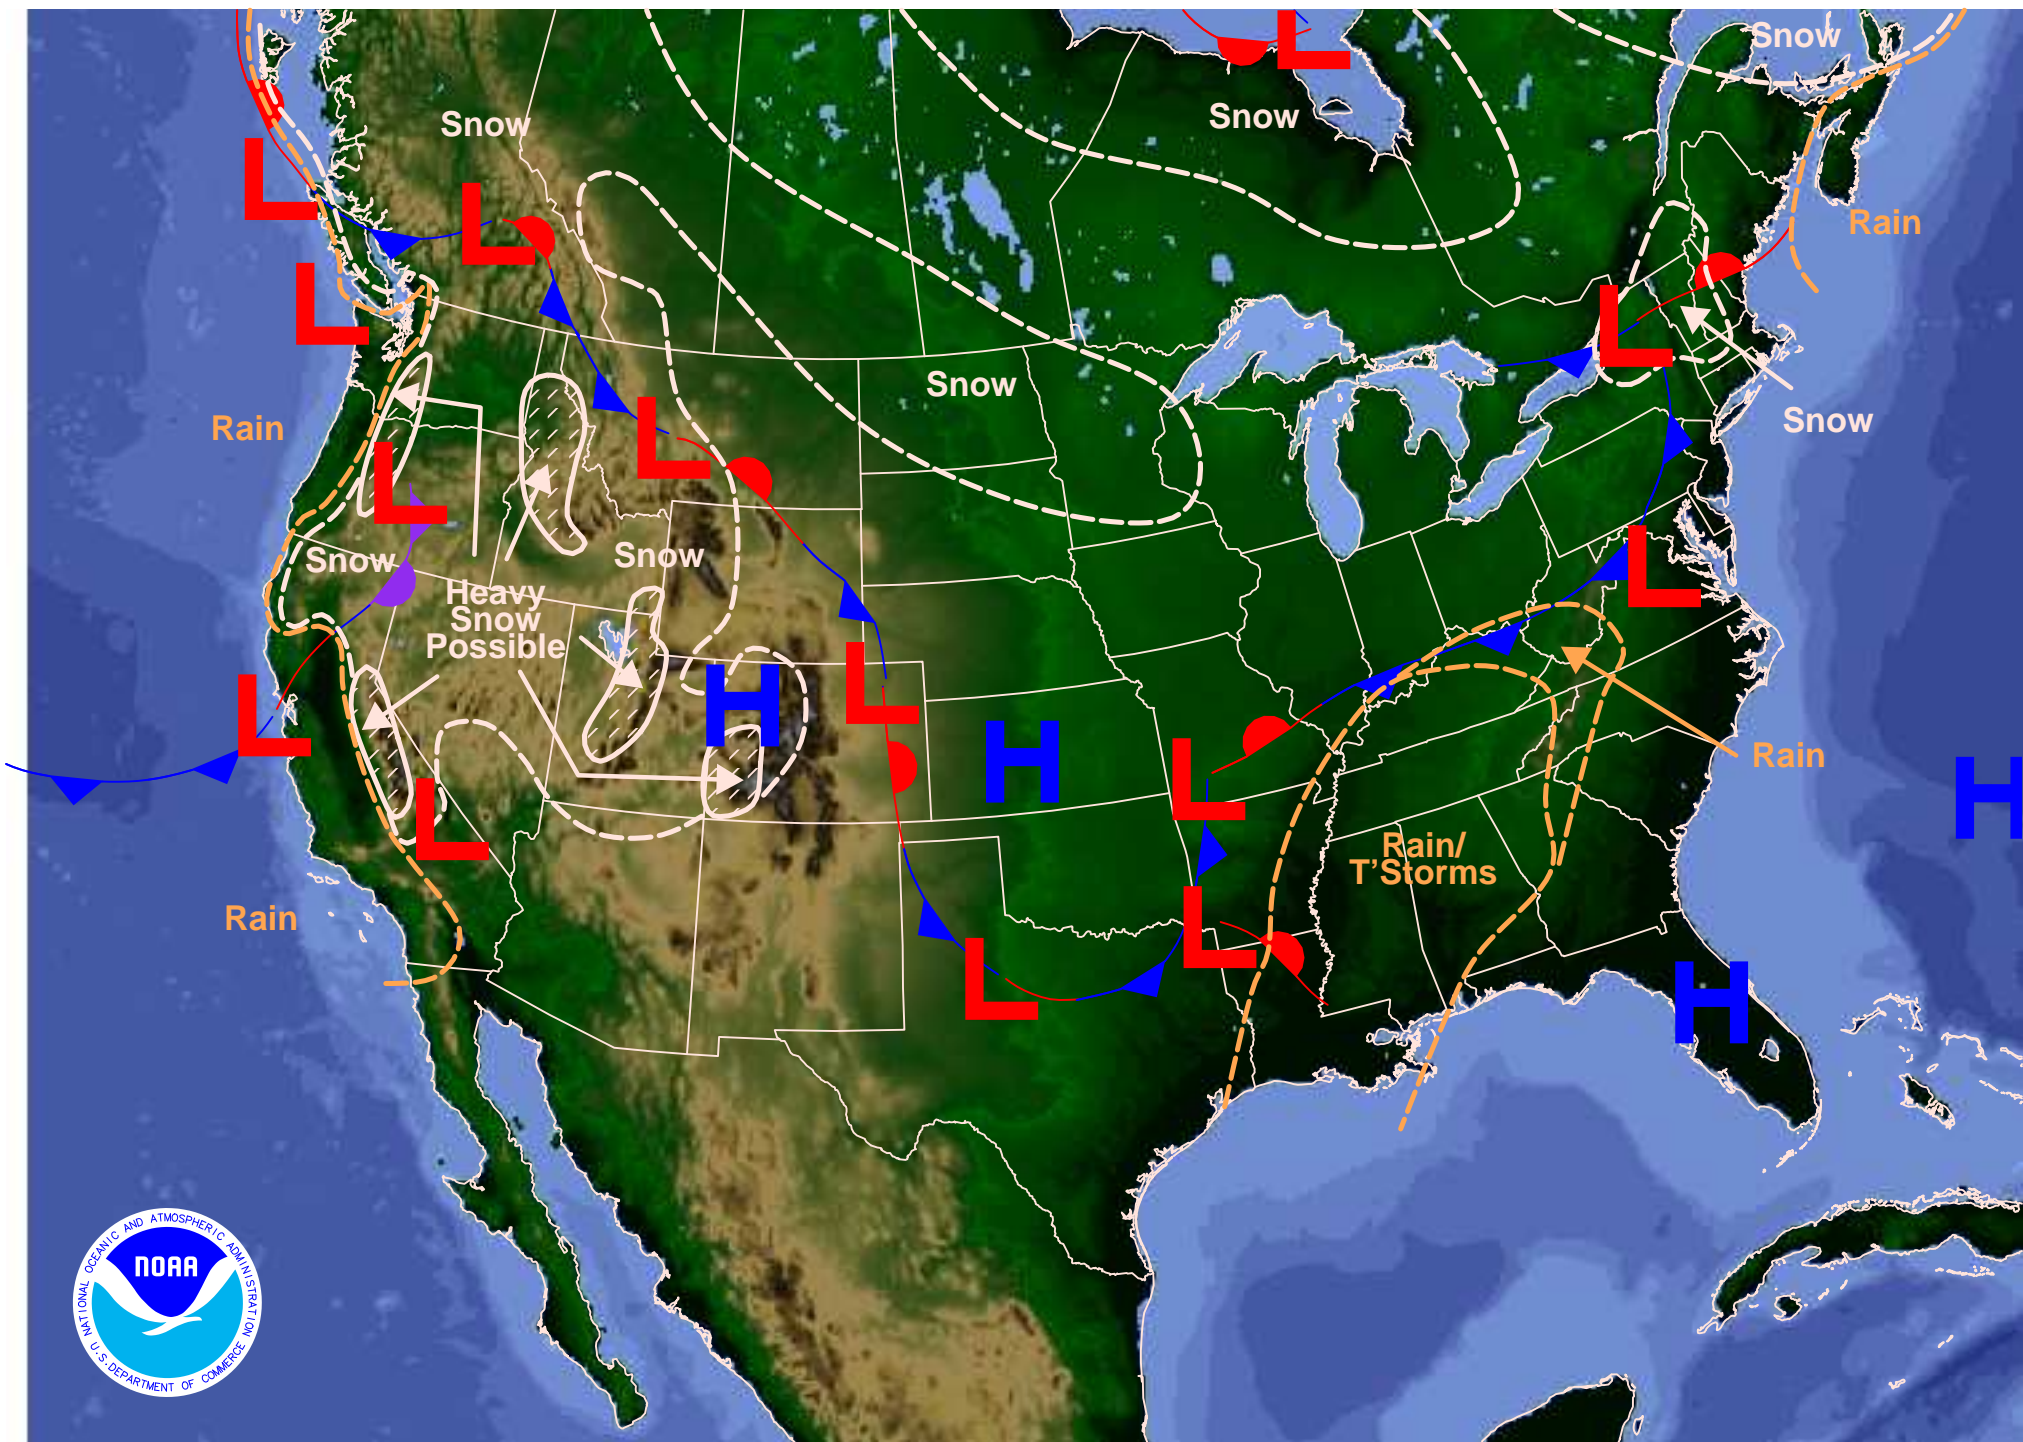 L
Snow
Snow
Snow
L
L
Rain
L
L
Snow
L
Rain
L
Snow
L
Snow
Snow
L
Heavy
Snow
Possible
H
L
L
H
L
Rain
H
L
Rain/
T'Storms
L
Rain
L
H
NOAA
NATIONAL OCEANIC AND ATMOSPHERIC ADMINISTRATION
U.S. DEPARTMENT OF COMMERCE